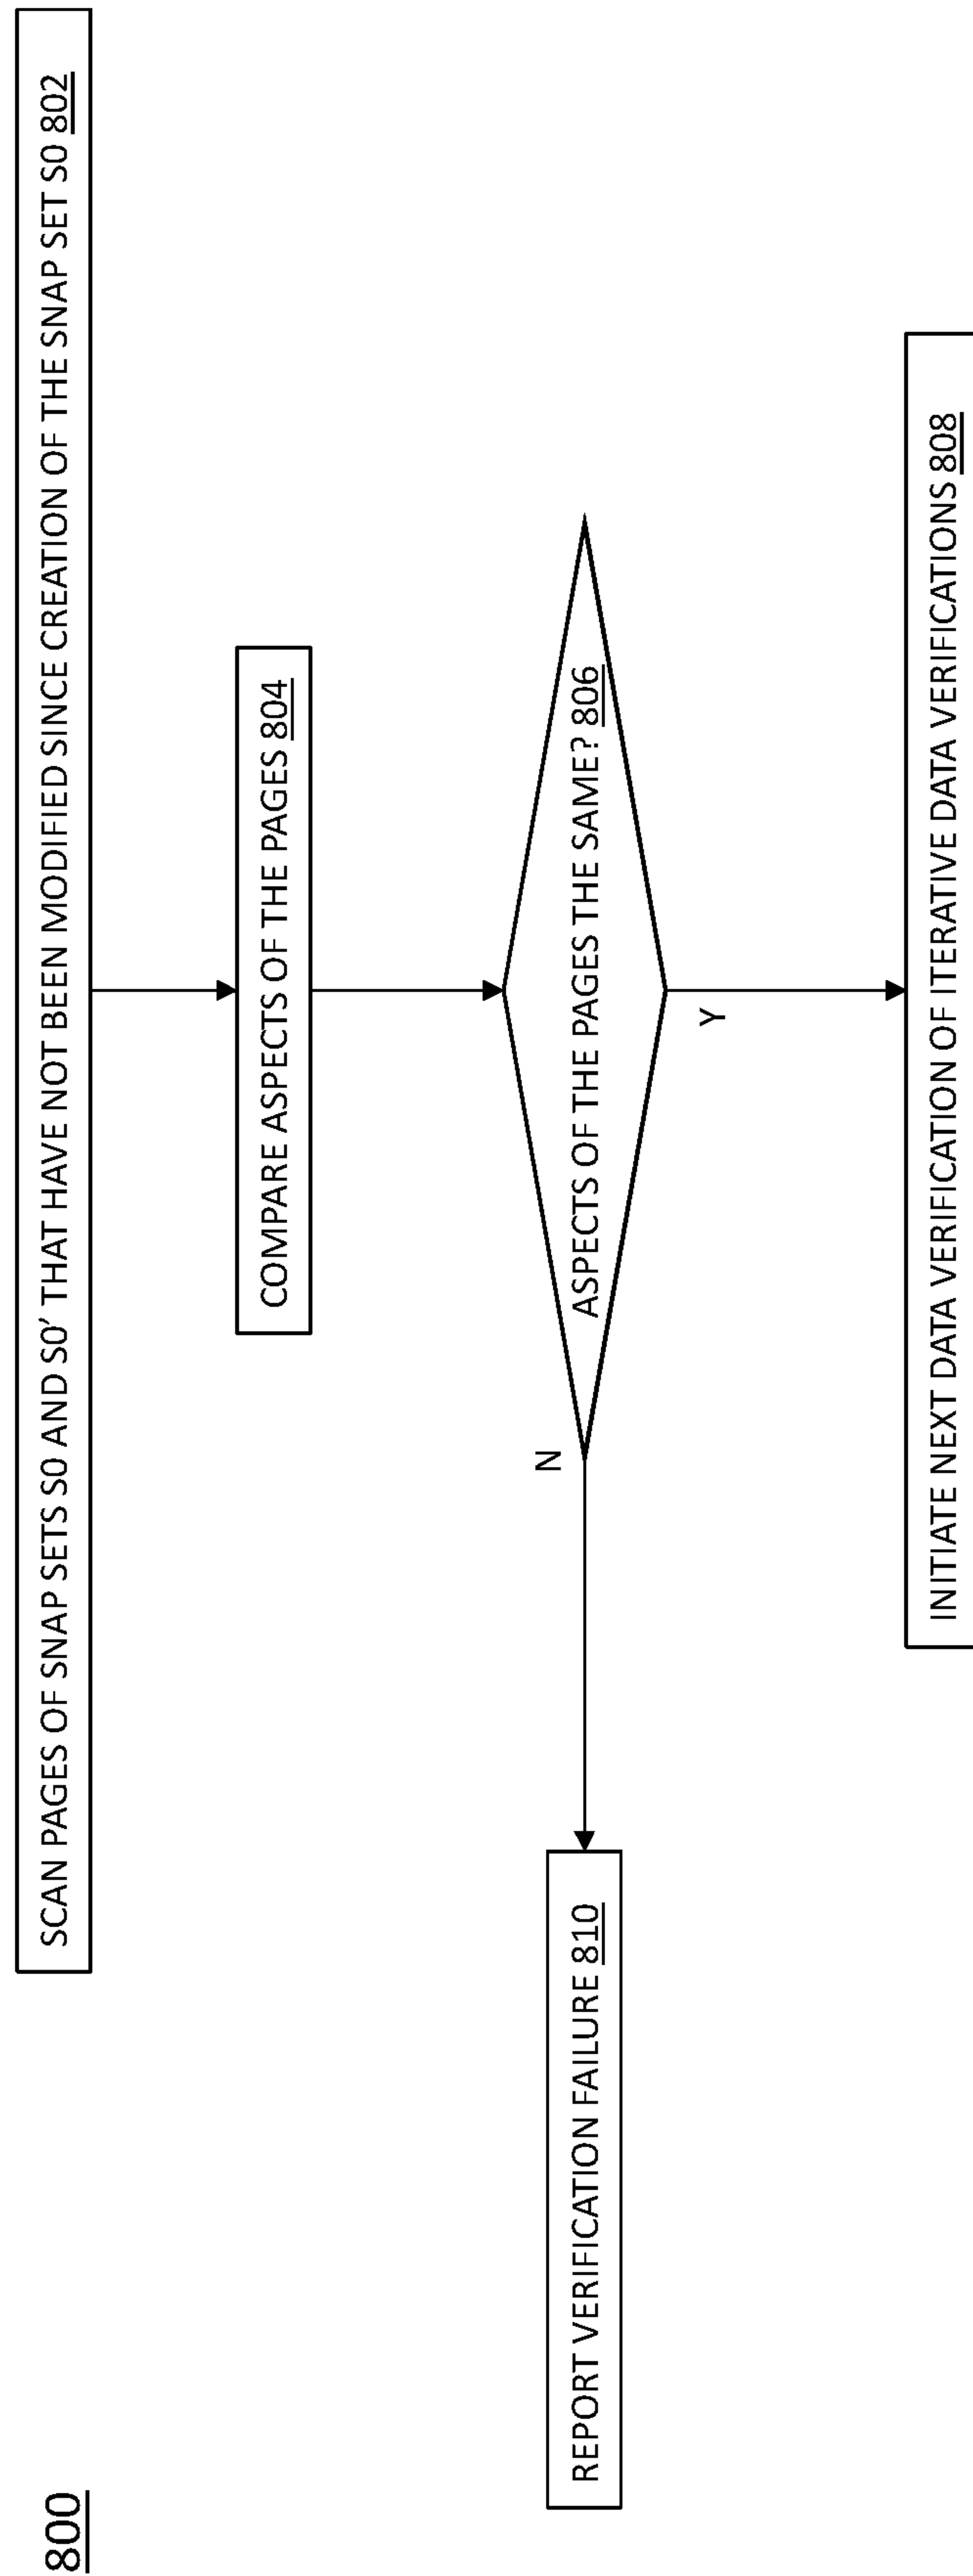 800
SCAN PAGES OF SNAP SETS S0 AND S0’ THAT HAVE NOT BEEN MODIFIED SINCE CREATION OF THE SNAP SET S0 802
COMPARE ASPECTS OF THE PAGES 804
ASPECTS OF THE PAGES THE SAME? 806
N
REPORT VERIFICATION FAILURE 810
Y
INITIATE NEXT DATA VERIFICATION OF ITERATIVE DATA VERIFICATIONS 808